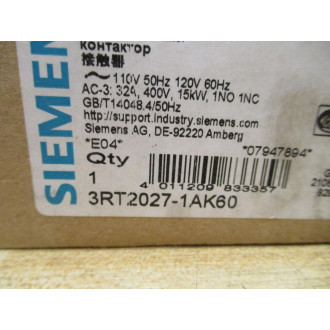 SIEMEN
контактор
接触器
~ 110V 50Hz 120V 60Hz
AC-3: 32A, 400V, 15kW, 1NO 1NC
GB/T14048.4/50Hz
http://support.industry.siemens.com
Siemens AG, DE-92220 Amberg
*E04* *07947894*
Qty
1
4 011209 833357
3RT2027-1AK60